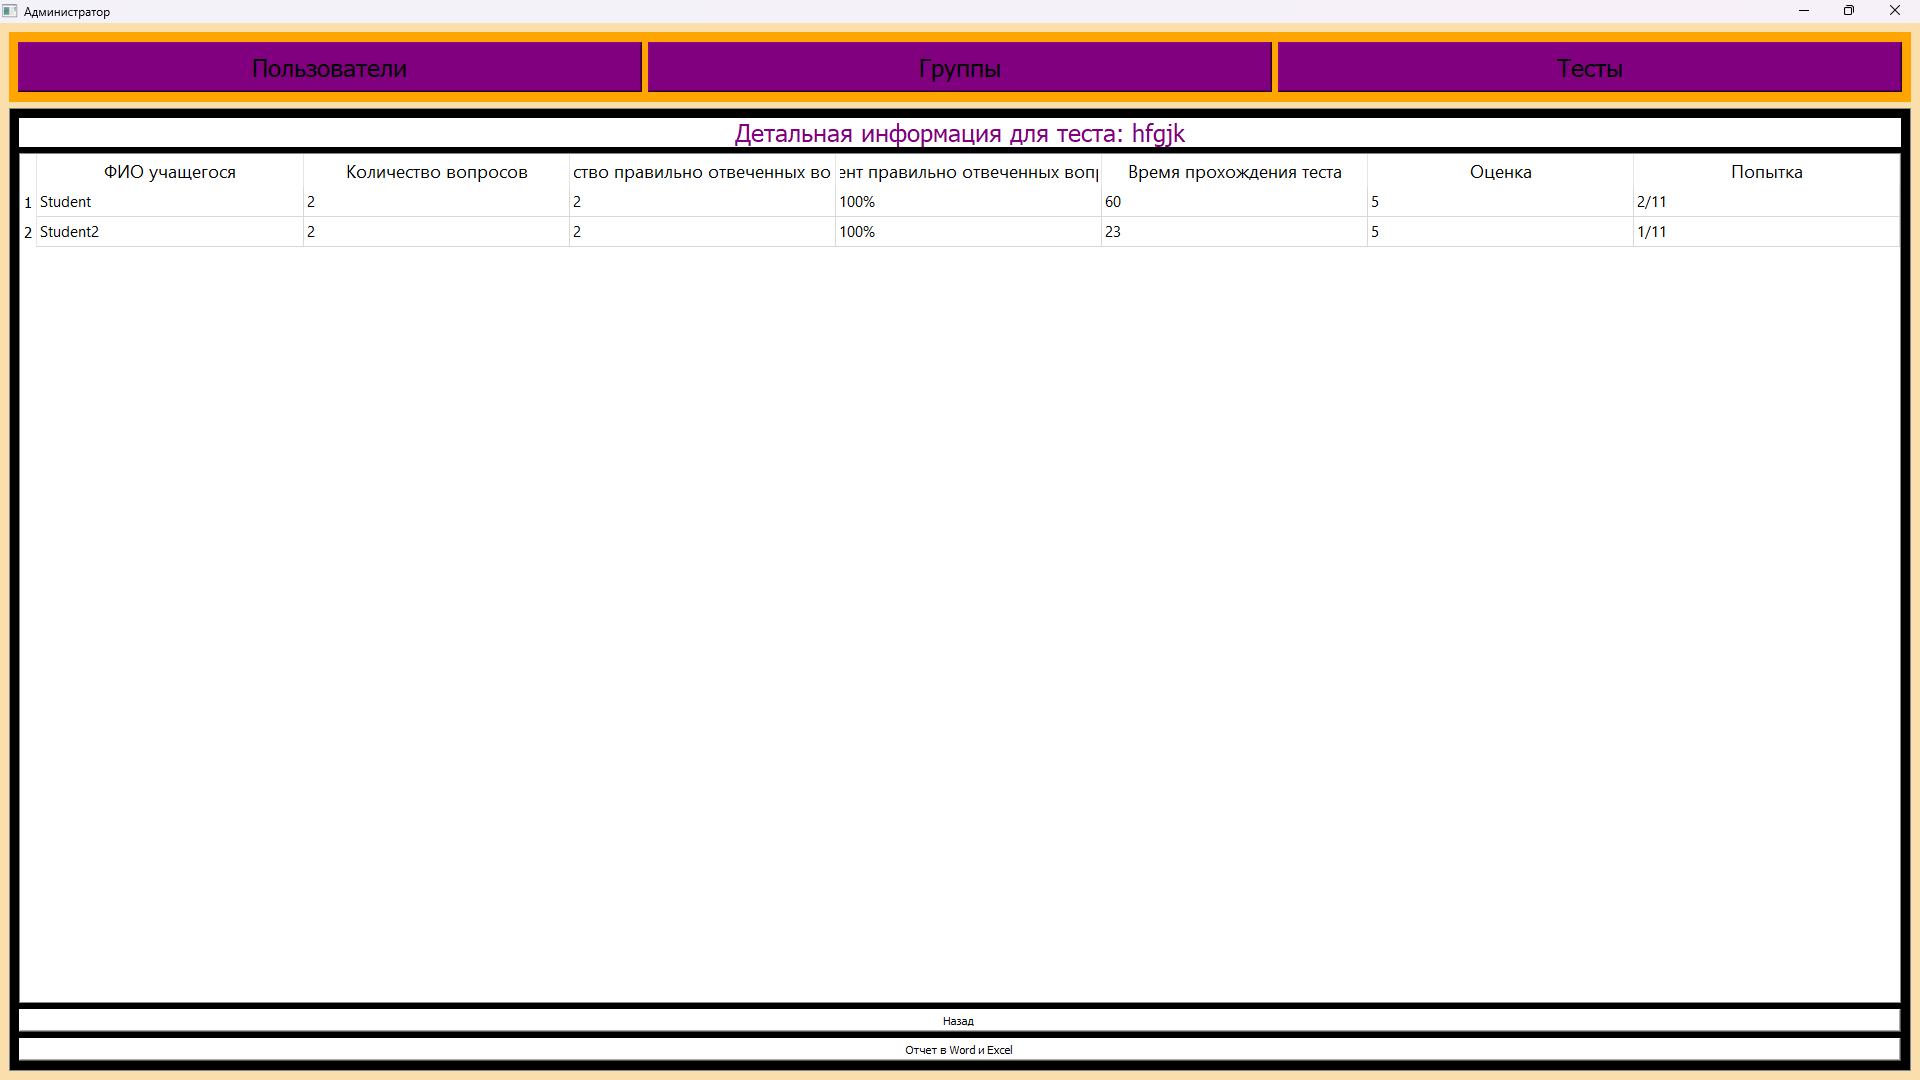 Администратор
Пользователи Группы Тесты
Детальная информация для теста: hfgjk
ФИО учащегося Количество вопросов ство правильно отвеченных во ент правильно отвеченных воп Время прохождения теста Оценка Попытка
1 Student 2 2 100% 60 5 2/11
2 Student2 2 2 100% 23 5 1/11
Назад
Отчет в Word и Excel